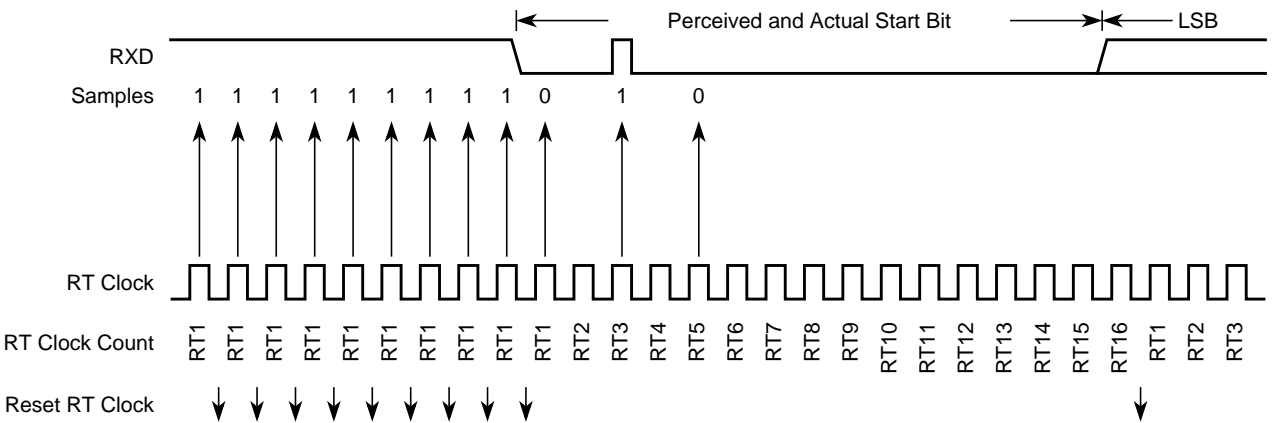 Perceived and Actual Start Bit LSB
RXD
Samples 1 1 1 1 1 1 1 1 1 0 1 0
RT Clock
RT Clock Count RT1 RT1 RT1 RT1 RT1 RT1 RT1 RT1 RT1 RT1 RT2 RT3 RT4 RT5 RT6 RT7 RT8 RT9 RT10 RT11 RT12 RT13 RT14 RT15 RT16 RT1 RT2 RT3
Reset RT Clock